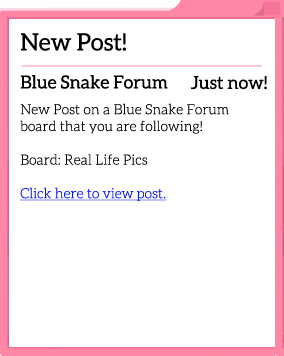 New Post!
Blue Snake Forum Just now!
New Post on a Blue Snake Forum
board that you are following!
Board: Real Life Pics
Click here to view post.